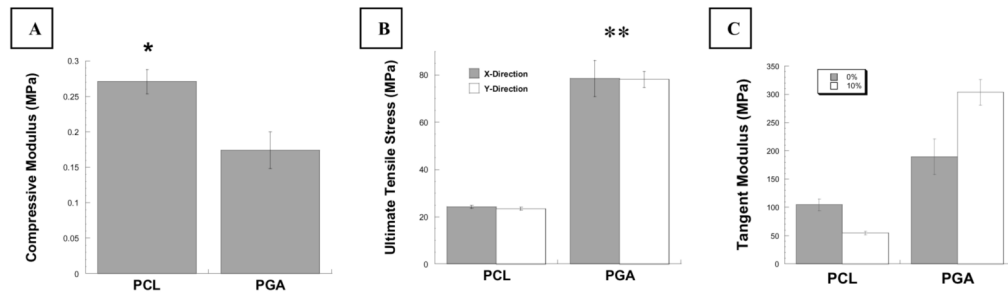 A
*
Compressive Modulus (MPa)
0.3
0.25
0.2
0.15
0.1
0.05
0
PCL PGA
B
**
Ultimate Tensile Stress (MPa)
X-Direction
Y-Direction
80
60
40
20
0
PCL PGA
C
Tangent Modulus (MPa)
0%
10%
350
300
250
200
150
100
50
0
PCL PGA